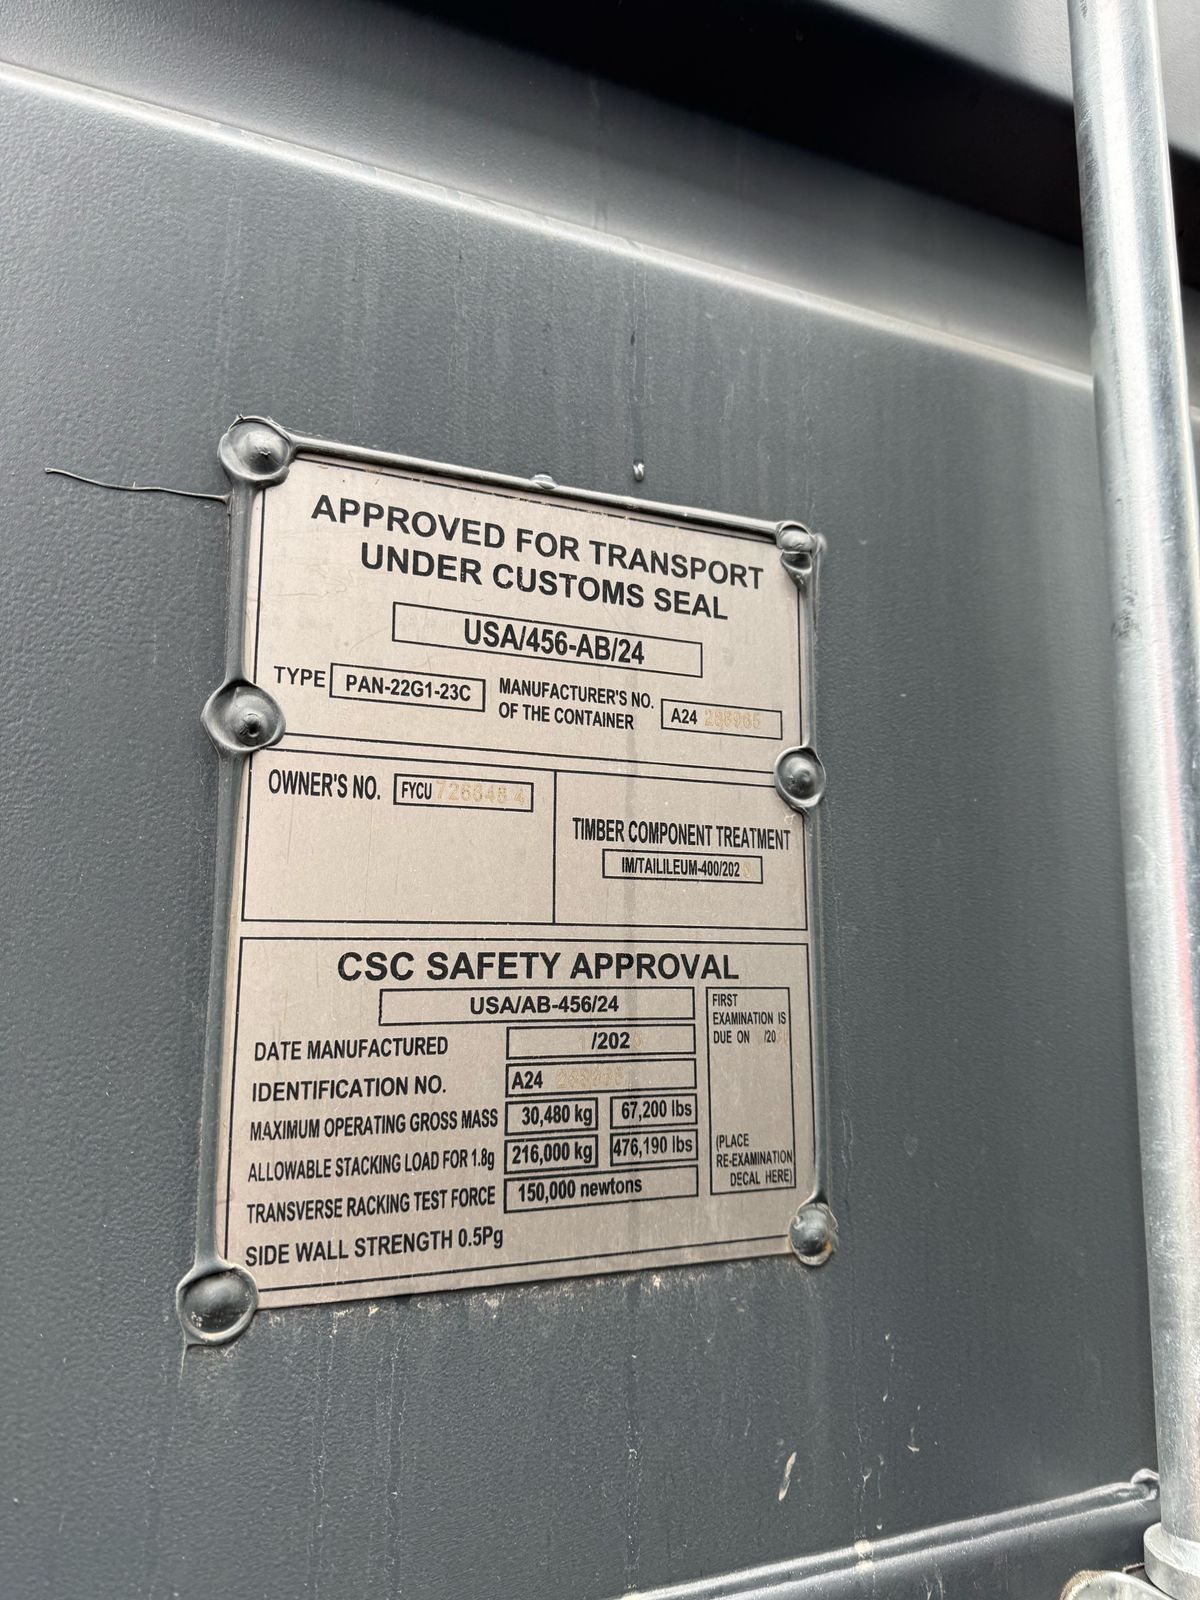 APPROVED FOR TRANSPORT
UNDER CUSTOMS SEAL
USA/456-AB/24
TYPE PAN-22G1-23C MANUFACTURER'S NO. OF THE CONTAINER A24
OWNER'S NO. FYCU
TIMBER COMPONENT TREATMENT
IM/TAILILEUM-400/202
CSC SAFETY APPROVAL
USA/AB-456/24
DATE MANUFACTURED /202
IDENTIFICATION NO. A24
MAXIMUM OPERATING GROSS MASS 30,480 kg 67,200 lbs
ALLOWABLE STACKING LOAD FOR 1.8g 216,000 kg 476,190 lbs
TRANSVERSE RACKING TEST FORCE 150,000 newtons
SIDE WALL STRENGTH 0.5Pg
FIRST
EXAMINATION IS
DUE ON /20
(PLACE
RE-EXAMINATION
DECAL HERE)